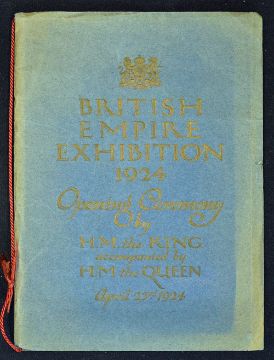 BRITISH
EMPIRE
EXHIBITION
1924
Opening Ceremony
by
H.M. the KING
accompanied by
H.M the QUEEN
April 23rd 1924